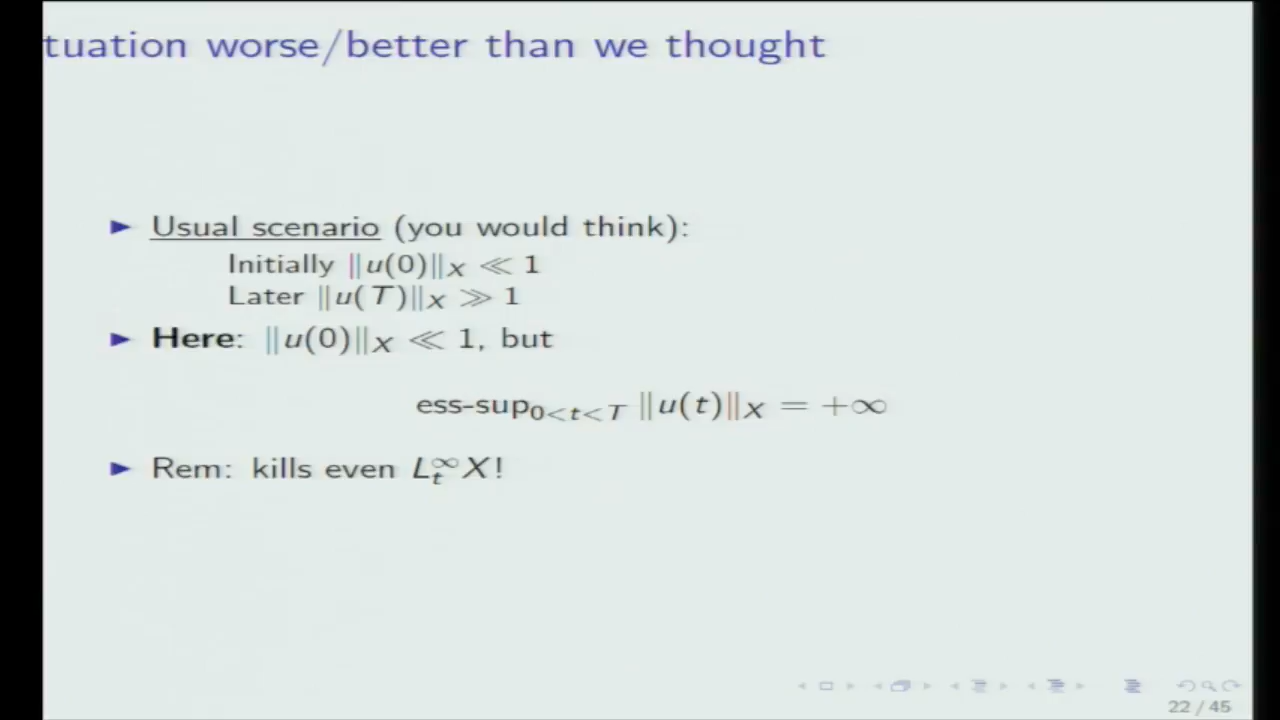 tuation worse/better than we thought
► Usual scenario (you would think):
Initially ‖u(0)‖_X ≪ 1
Later ‖u(T)‖_X ≫ 1
► Here: ‖u(0)‖_X ≪ 1, but
ess-sup_{0<t<T} ‖u(t)‖_X = +∞
► Rem: kills even L_t^∞ X!
22 / 45